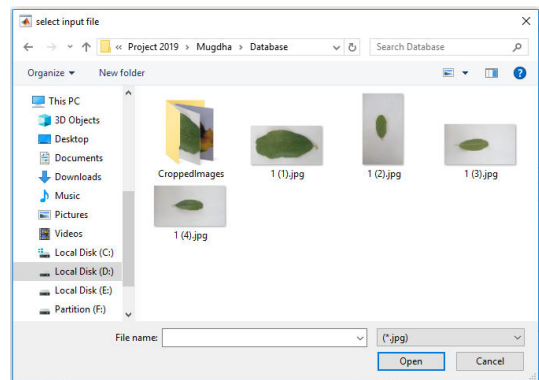 select input file
« Project 2019 › Mugdha › Database
Search Database
Organize
New folder
This PC
3D Objects
Desktop
Documents
Downloads
Music
Pictures
Videos
Local Disk (C:)
Local Disk (D:)
Local Disk (E:)
Partition (F:)
CroppedImages
1 (1).jpg
1 (2).jpg
1 (3).jpg
1 (4).jpg
File name:
(*.jpg)
Open
Cancel